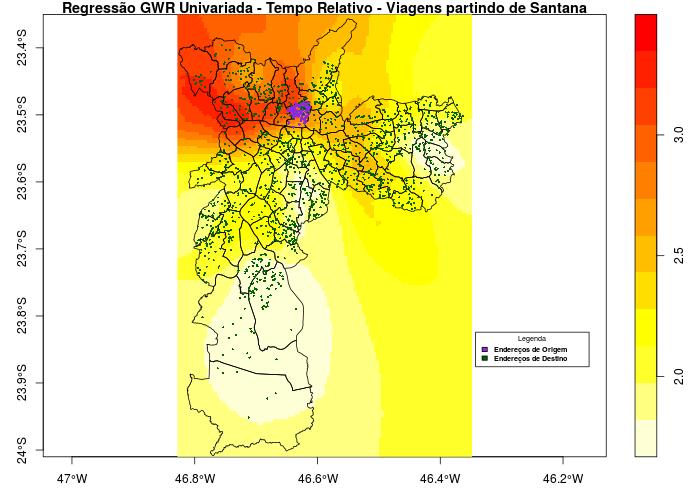 Regressão GWR Univariada - Tempo Relativo - Viagens partindo de Santana
23.4°S
23.5°S
23.6°S
23.7°S
23.8°S
23.9°S
24°S
47°W
46.8°W
46.6°W
46.4°W
46.2°W
Legenda
Endereços de Origem
Endereços de Destino
3.0
2.5
2.0